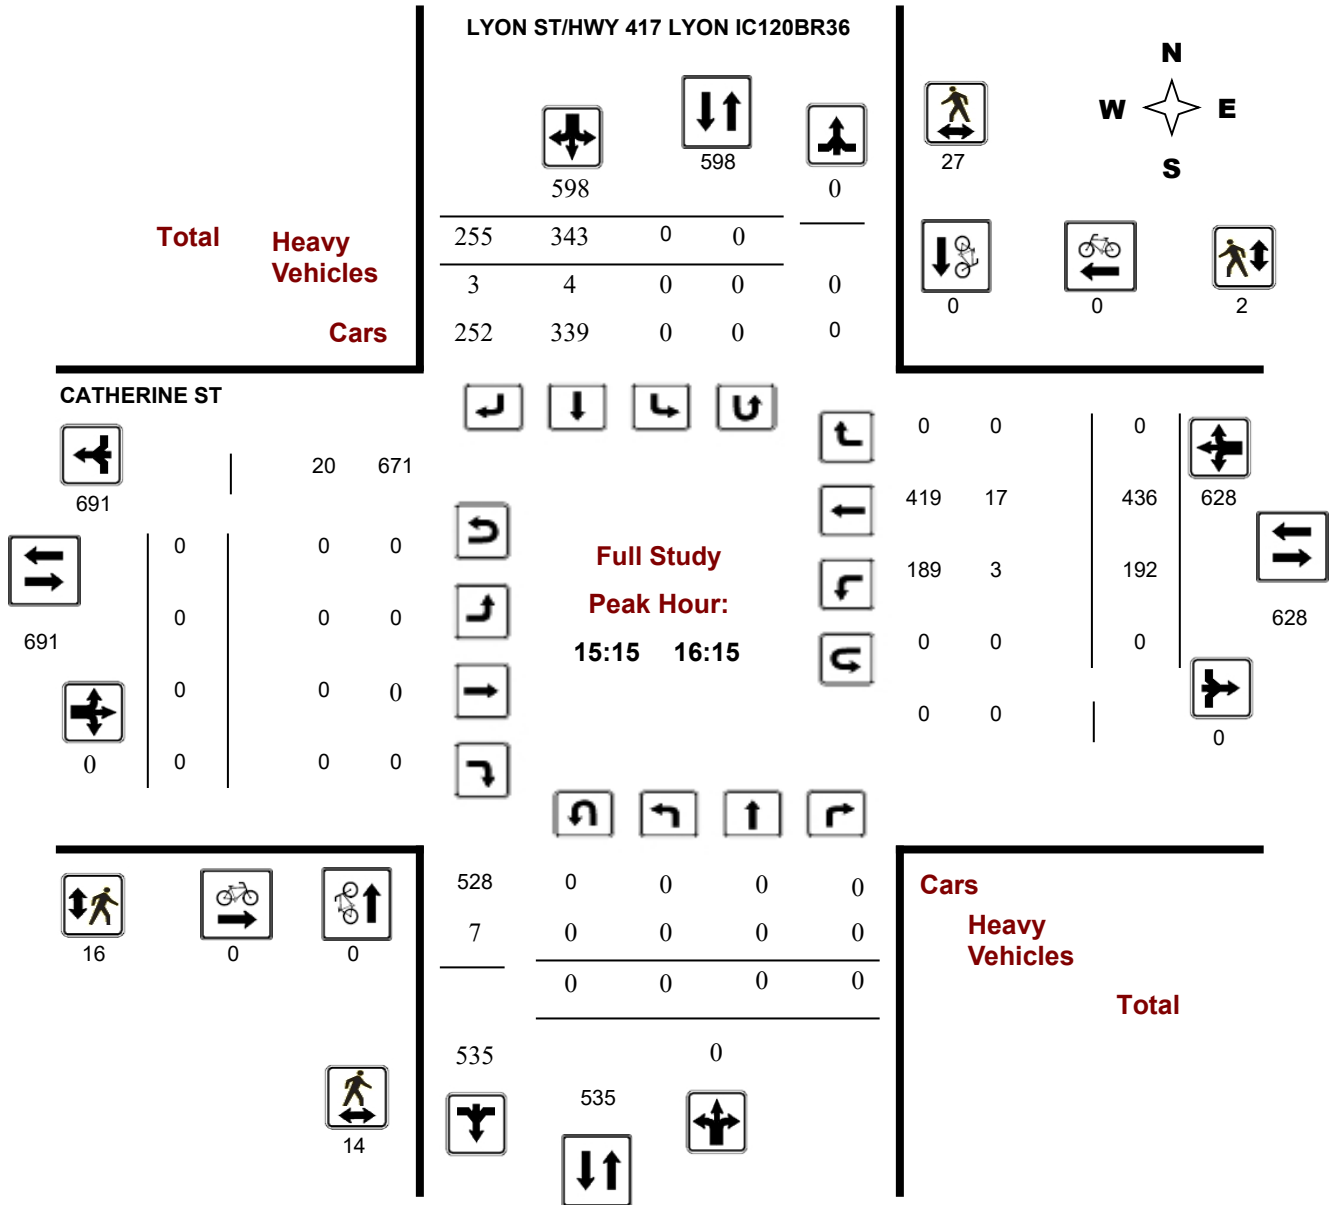 LYON ST/HWY 417 LYON IC120BR36
N
W E
S
598
598
0
27
Total
Heavy
Vehicles
Cars
255 343 0 0
3 4 0 0 0
252 339 0 0 0
0 0 2
CATHERINE ST
691
20 671
0 0 0
0 0 0
0 0 0
0 0 0
691
0
Full Study
Peak Hour:
15:15 16:15
0 0 0
419 17 436 628
189 3 192
0 0 0
0 0
628
0
16 0 0
14
528 0 0 0 0
7 0 0 0 0
0 0 0 0
535 0
535
Cars
Heavy
Vehicles
Total